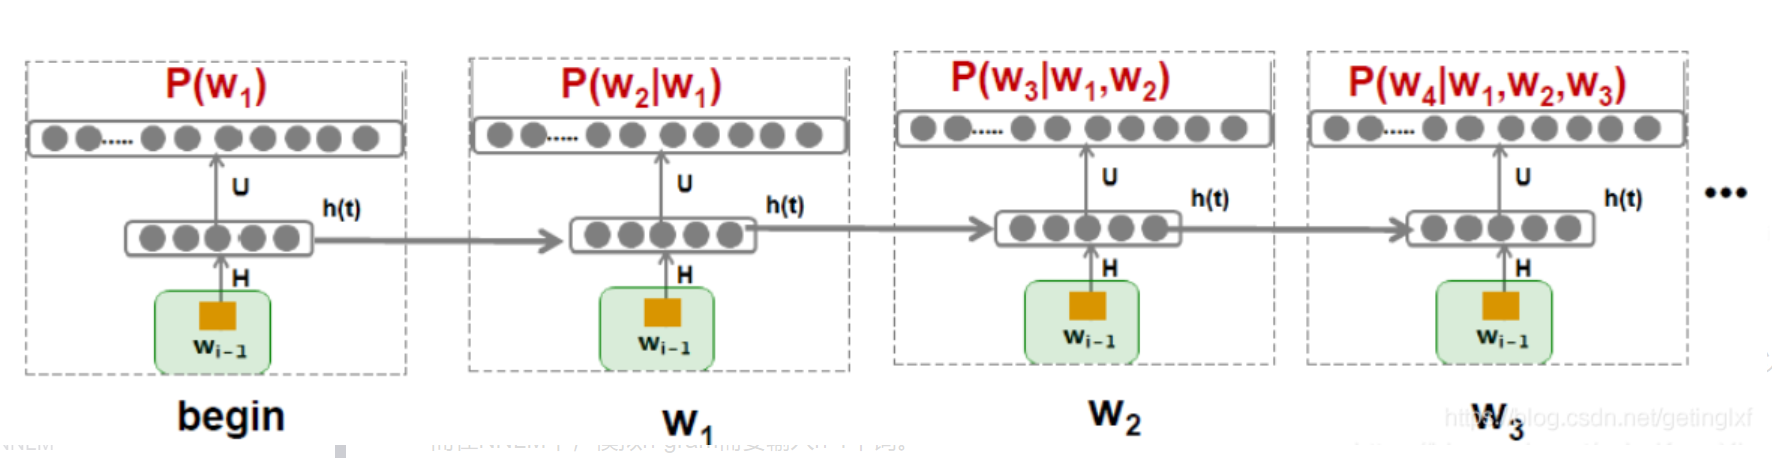 P(w₁) P(w₂|w₁) P(w₃|w₁,w₂) P(w₄|w₁,w₂,w₃)
..... ..... ..... .....
U U U U
h(t) h(t) h(t) h(t) •••
H H H H
wᵢ₋₁ wᵢ₋₁ wᵢ₋₁ wᵢ₋₁
begin w₁ w₂ w₃
https://blog.csdn.net/getinglxf